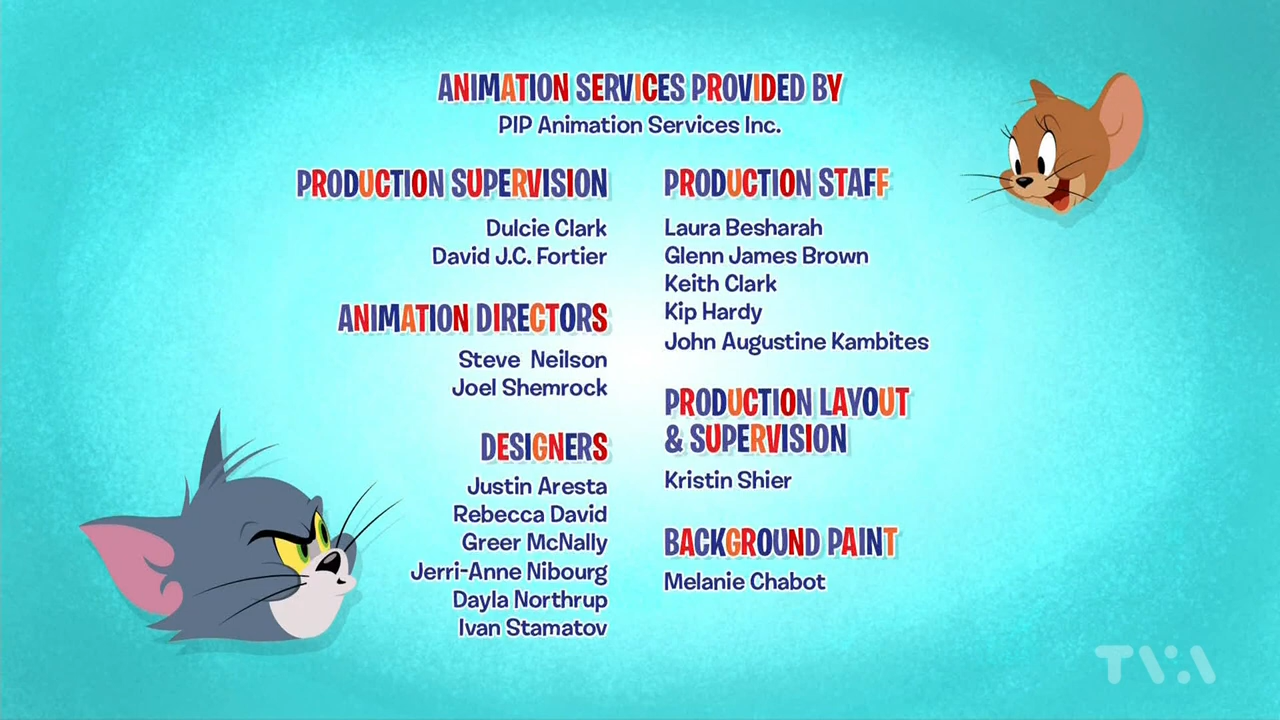 ANIMATION SERVICES PROVIDED BY
PIP Animation Services Inc.
PRODUCTION SUPERVISION
Dulcie Clark
David J.C. Fortier
ANIMATION DIRECTORS
Steve Neilson
Joel Shemrock
DESIGNERS
Justin Aresta
Rebecca David
Greer McNally
Jerri-Anne Nibourg
Dayla Northrup
Ivan Stamatov
PRODUCTION STAFF
Laura Besharah
Glenn James Brown
Keith Clark
Kip Hardy
John Augustine Kambites
PRODUCTION LAYOUT
& SUPERVISION
Kristin Shier
BACKGROUND PAINT
Melanie Chabot
TVA